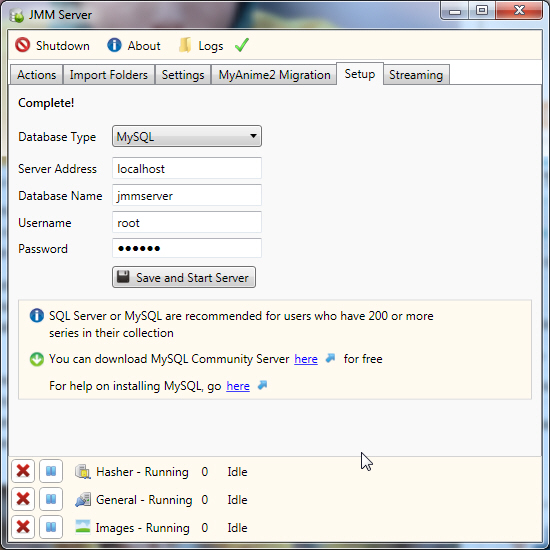 JMM Server
Shutdown About Logs
Actions Import Folders Settings MyAnime2 Migration Setup Streaming
Complete!
Database Type MySQL
Server Address localhost
Database Name jmmserver
Username root
Password ●●●●●●
Save and Start Server
SQL Server or MySQL are recommended for users who have 200 or more
series in their collection
You can download MySQL Community Server here for free
For help on installing MySQL, go here
Hasher - Running 0 Idle
General - Running 0 Idle
Images - Running 0 Idle